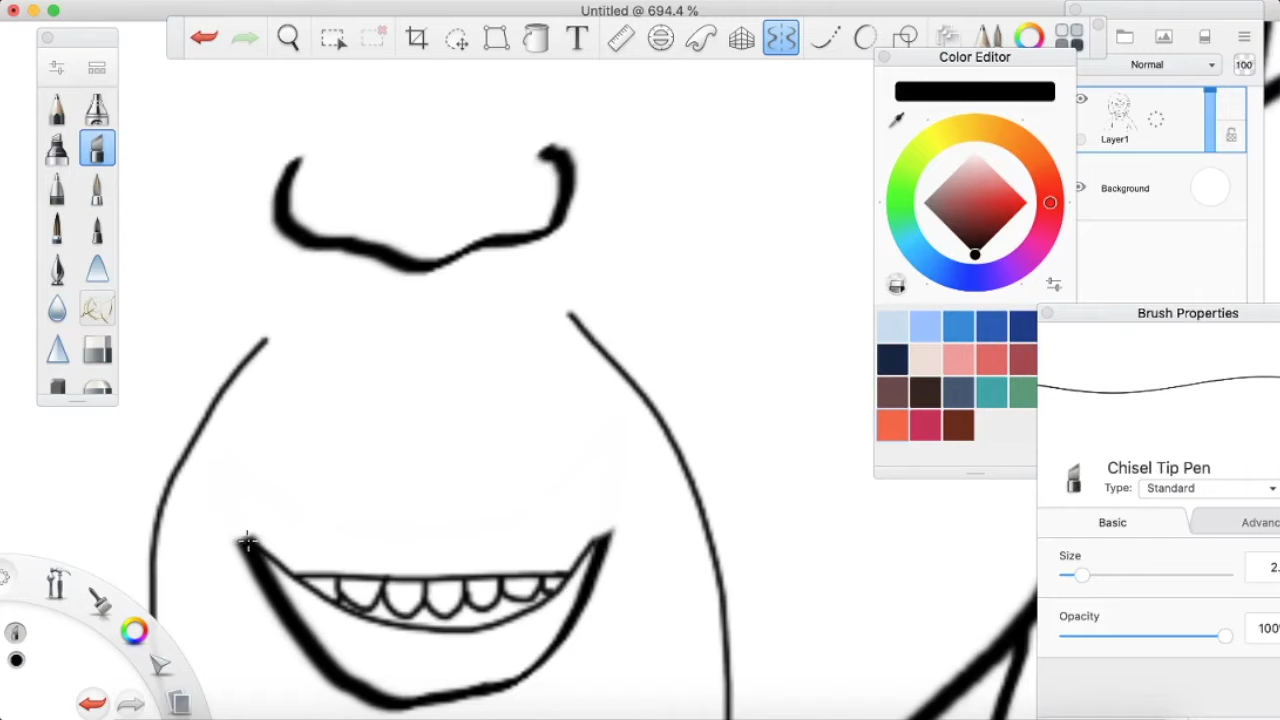 Untitled @ 694.4 %
T
Color Editor
Normal
100
Layer1
Background
Brush Properties
Chisel Tip Pen
Type: Standard
Basic
Advanc
Size
2.
Opacity
100